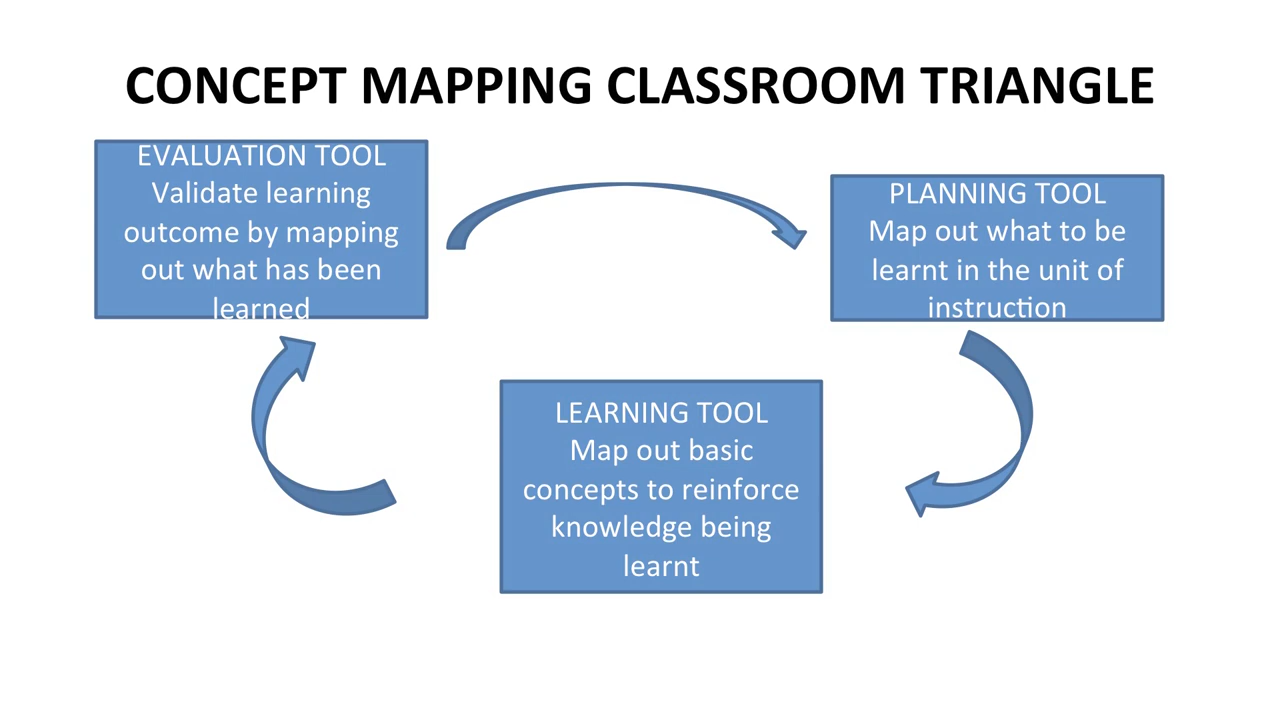 CONCEPT MAPPING CLASSROOM TRIANGLE
EVALUATION TOOL
Validate learning
outcome by mapping
out what has been
learned
PLANNING TOOL
Map out what to be
learnt in the unit of
instruction
LEARNING TOOL
Map out basic
concepts to reinforce
knowledge being
learnt